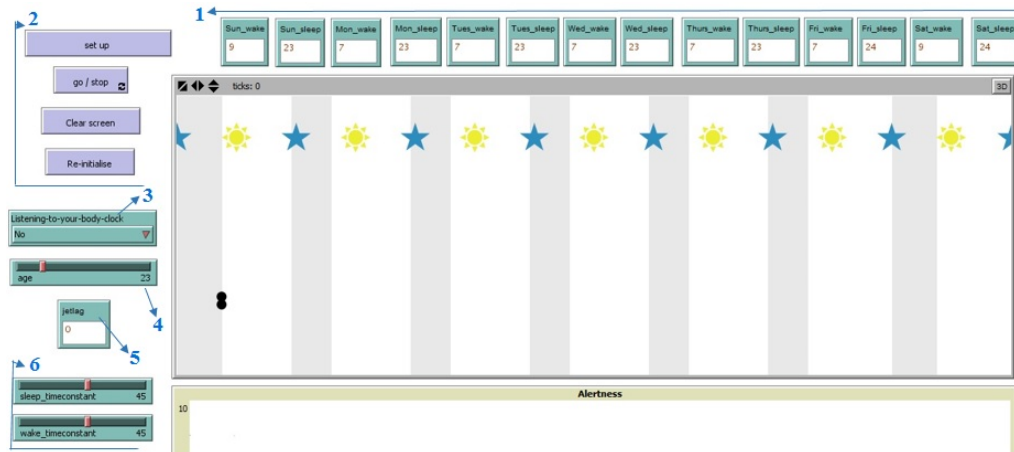 1
Sun_wake Sun_sleep Mon_wake Mon_sleep Tues_wake Tues_sleep Wed_wake Wed_sleep Thurs_wake Thurs_sleep Fri_wake Fri_sleep Sat_wake Sat_sleep
9 23 7 23 7 23 7 23 7 23 7 24 9 24
2
set up
go / stop
Clear screen
Re-initialise
ticks: 0
3D
3
Listening-to-your-body-clock
No
age 23
4
jetlag
0
5
6
sleep_timeconstant 45
wake_timeconstant 45
Alertness
10